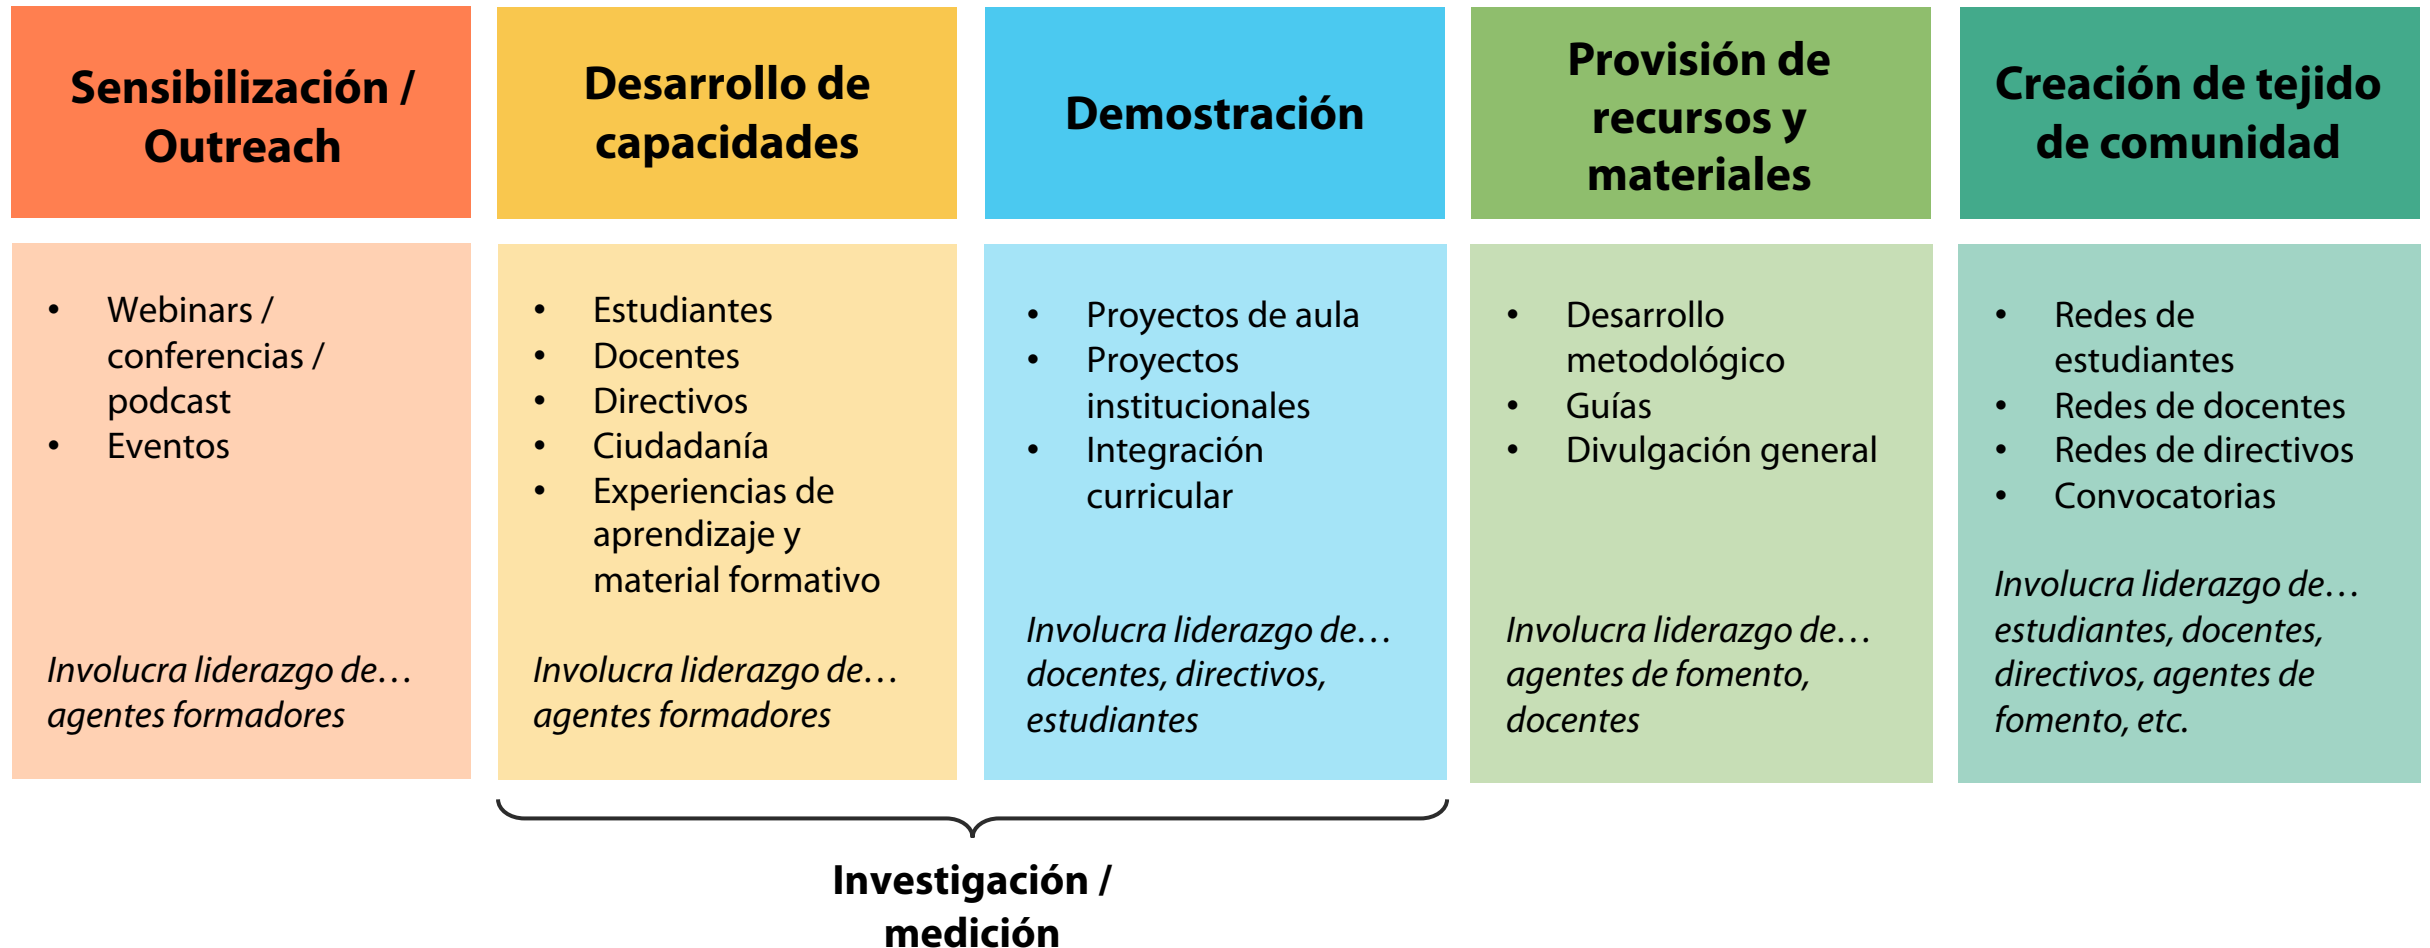 Sensibilización /
Outreach
Desarrollo de
capacidades
Demostración
Provisión de
recursos y
materiales
Creación de tejido
de comunidad
• Webinars /
conferencias /
podcast
• Eventos
Involucra liderazgo de…
agentes formadores
• Estudiantes
• Docentes
• Directivos
• Ciudadanía
• Experiencias de
aprendizaje y
material formativo
Involucra liderazgo de…
agentes formadores
• Proyectos de aula
• Proyectos
institucionales
• Integración
curricular
Involucra liderazgo de…
docentes, directivos,
estudiantes
• Desarrollo
metodológico
• Guías
• Divulgación general
Involucra liderazgo de…
agentes de fomento,
docentes
• Redes de
estudiantes
• Redes de docentes
• Redes de directivos
• Convocatorias
Involucra liderazgo de…
estudiantes, docentes,
directivos, agentes de
fomento, etc.
Investigación /
medición